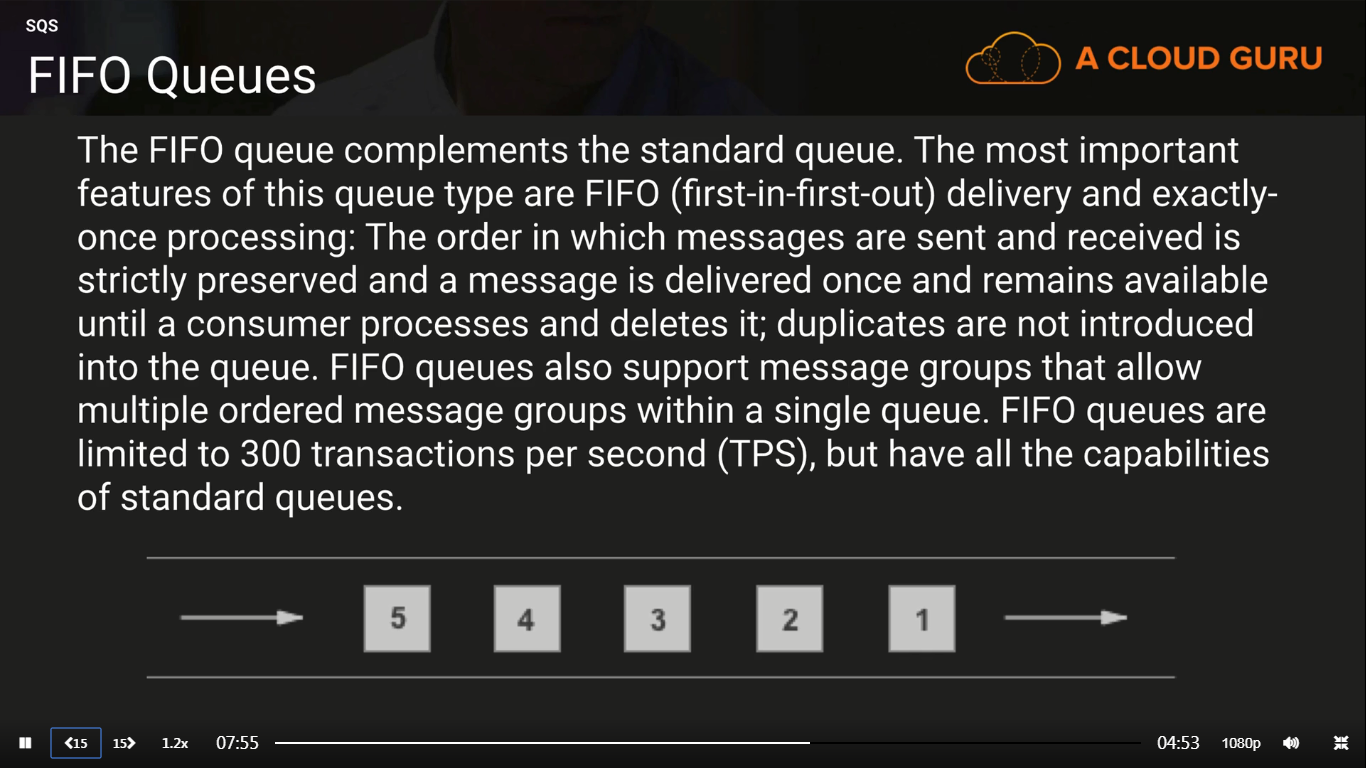 SQS
FIFO Queues
A CLOUD GURU
The FIFO queue complements the standard queue. The most important
features of this queue type are FIFO (first-in-first-out) delivery and exactly-
once processing: The order in which messages are sent and received is
strictly preserved and a message is delivered once and remains available
until a consumer processes and deletes it; duplicates are not introduced
into the queue. FIFO queues also support message groups that allow
multiple ordered message groups within a single queue. FIFO queues are
limited to 300 transactions per second (TPS), but have all the capabilities
of standard queues.
5 4 3 2 1
15 15 1.2x 07:55 04:53 1080p